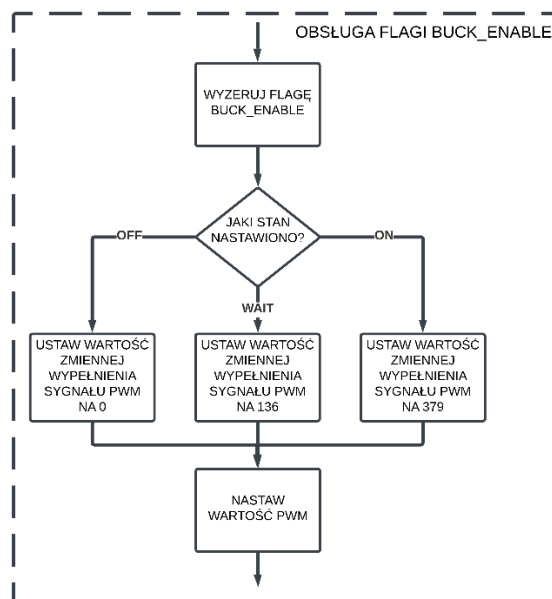 OBSŁUGA FLAGI BUCK_ENABLE
WYZERUJ FLAGĘ
BUCK_ENABLE
JAKI STAN
NASTAWIONO?
OFF
ON
WAIT
USTAW WARTOŚĆ
ZMIENNEJ
WYPEŁNIENIA
SYGNAŁU PWM
NA 0
USTAW WARTOŚĆ
ZMIENNEJ
WYPEŁNIENIA
SYGNAŁU PWM
NA 136
USTAW WARTOŚĆ
ZMIENNEJ
WYPEŁNIENIA
SYGNAŁU PWM
NA 379
NASTAW
WARTOŚĆ PWM